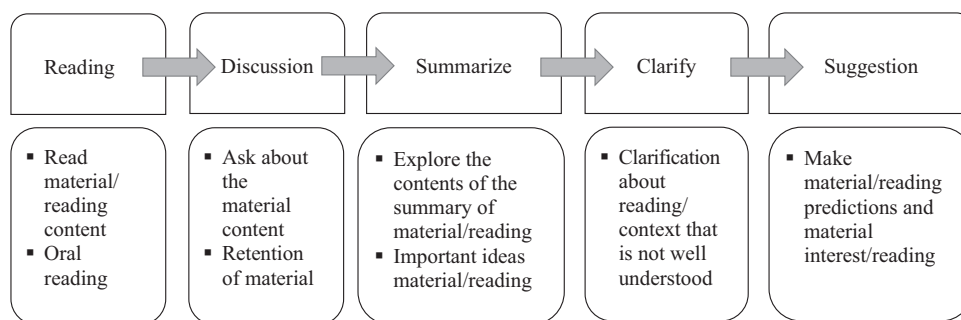 Reading
Discussion
Summarize
Clarify
Suggestion
▪ Read
material/
reading
content
▪ Oral
reading
▪ Ask about
the
material
content
▪ Retention
of material
▪ Explore the
contents of the
summary of
material/reading
▪ Important ideas
material/reading
▪ Clarification
about
reading/
context that
is not well
understood
▪ Make
material/reading
predictions and
material
interest/reading